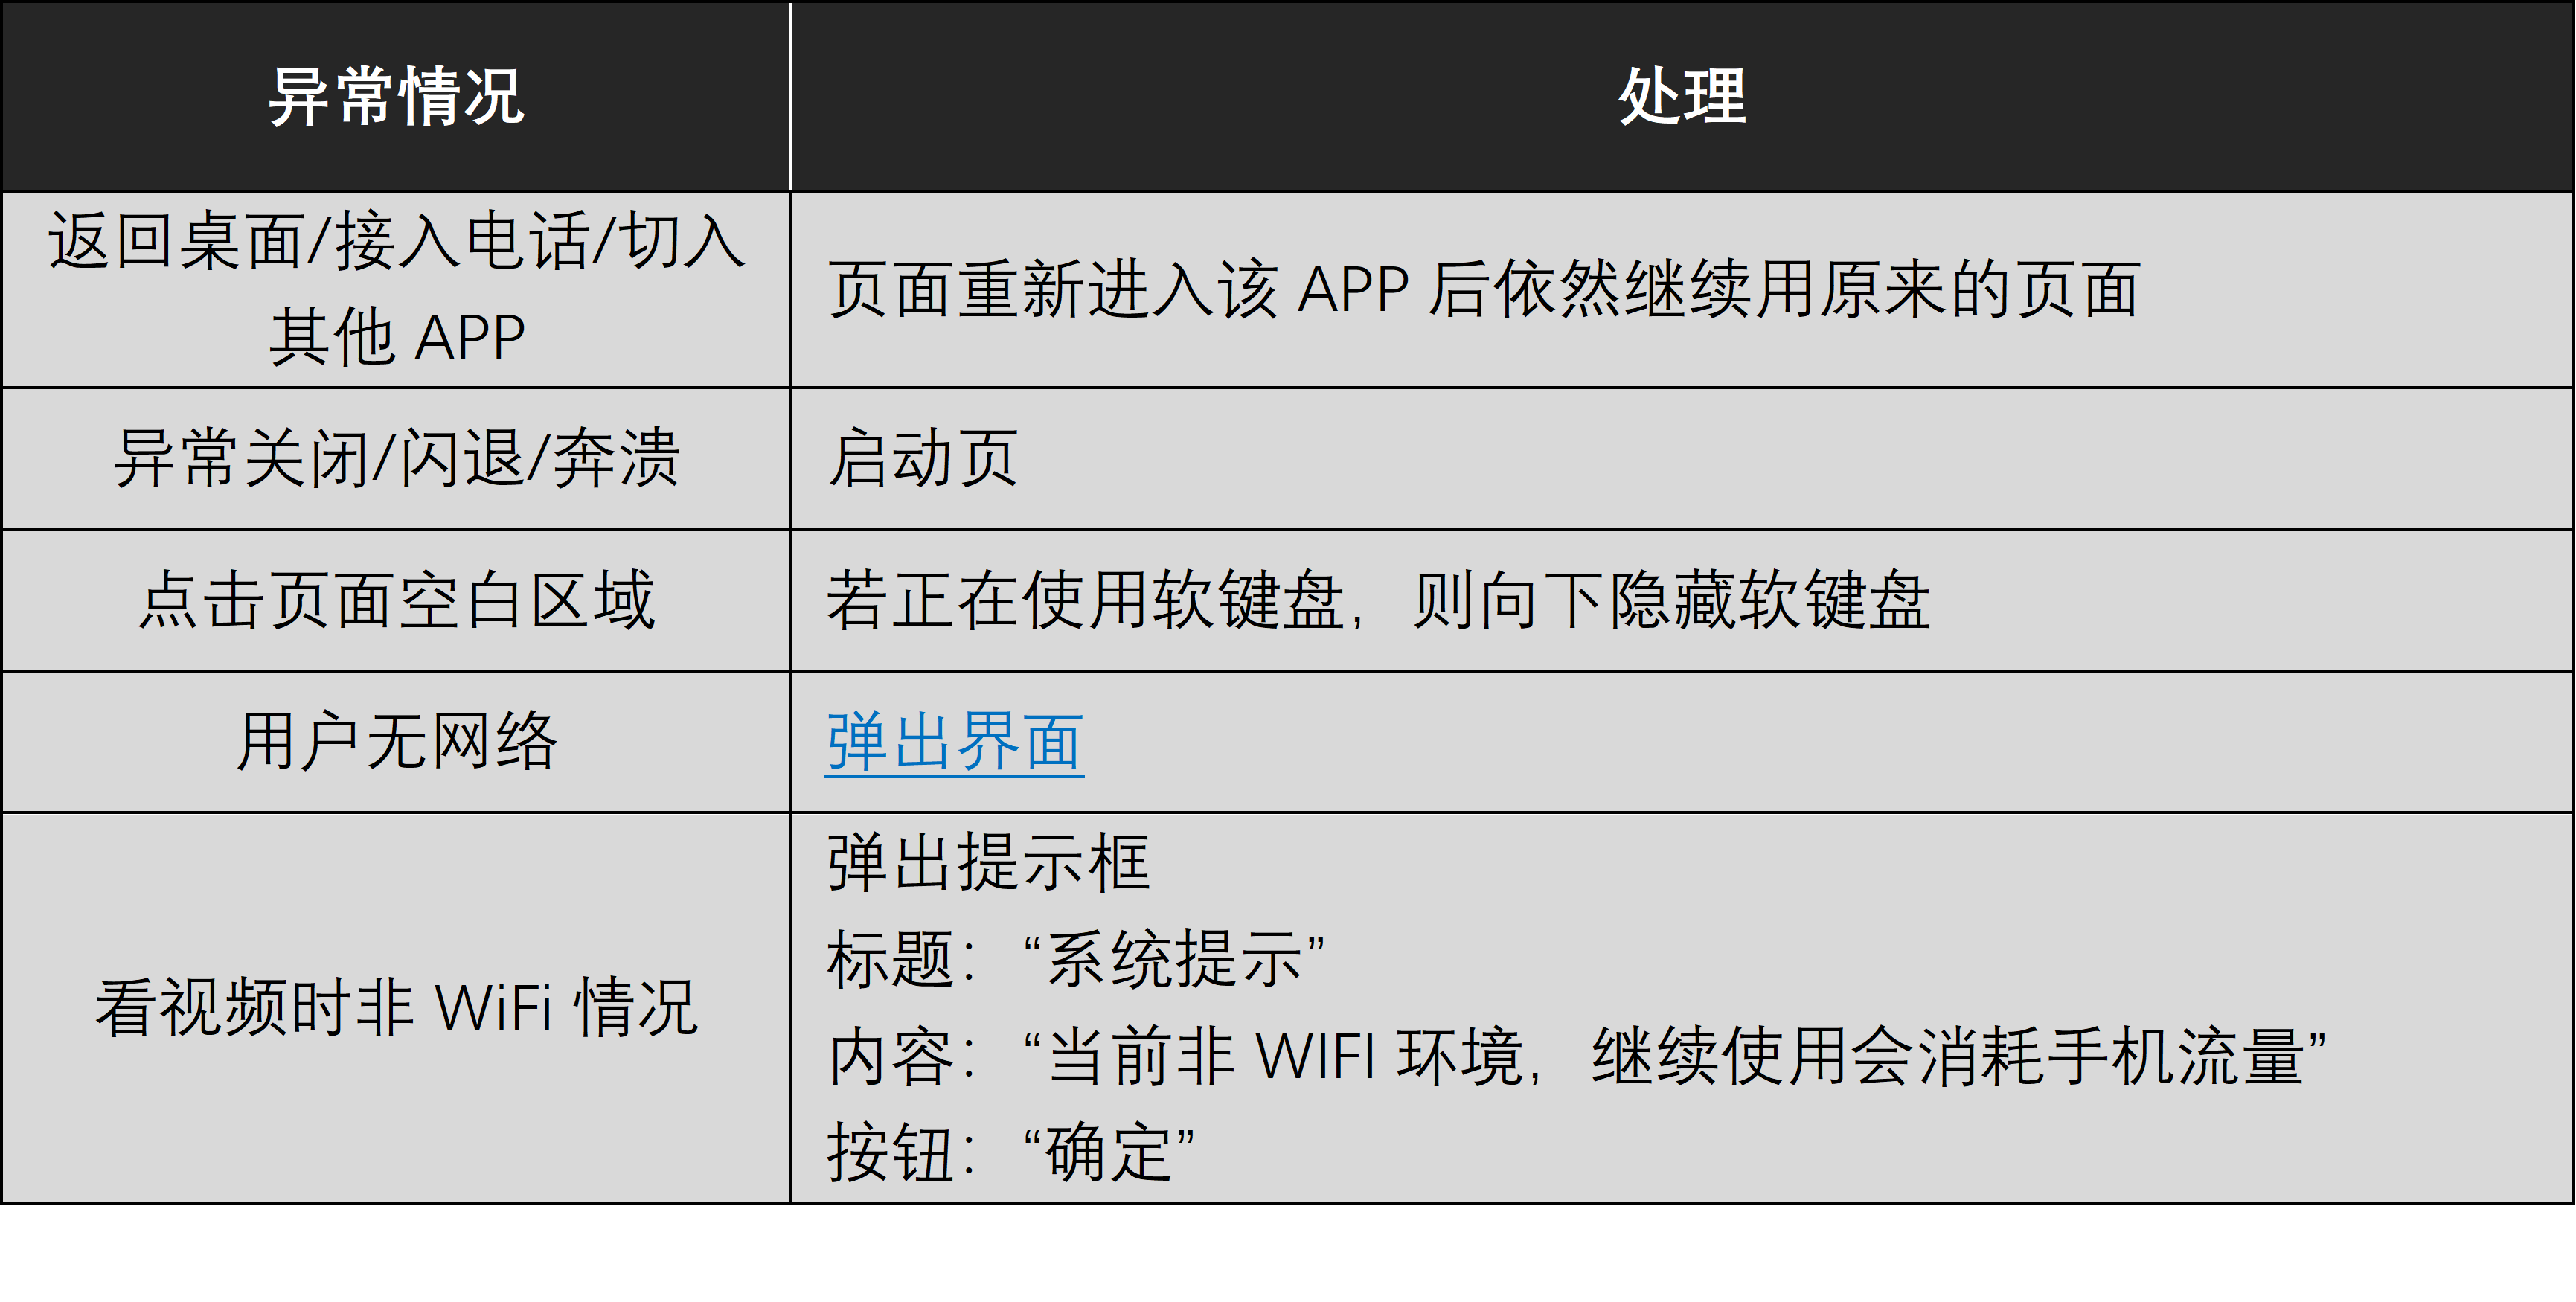 异常情况
处理
返回桌面/接入电话/切入
其他 APP
页面重新进入该 APP 后依然继续用原来的页面
异常关闭/闪退/奔溃
启动页
点击页面空白区域
若正在使用软键盘，则向下隐藏软键盘
用户无网络
弹出界面
看视频时非 WiFi 情况
弹出提示框
标题：“系统提示”
内容：“当前非 WIFI 环境，继续使用会消耗手机流量”
按钮：“确定”